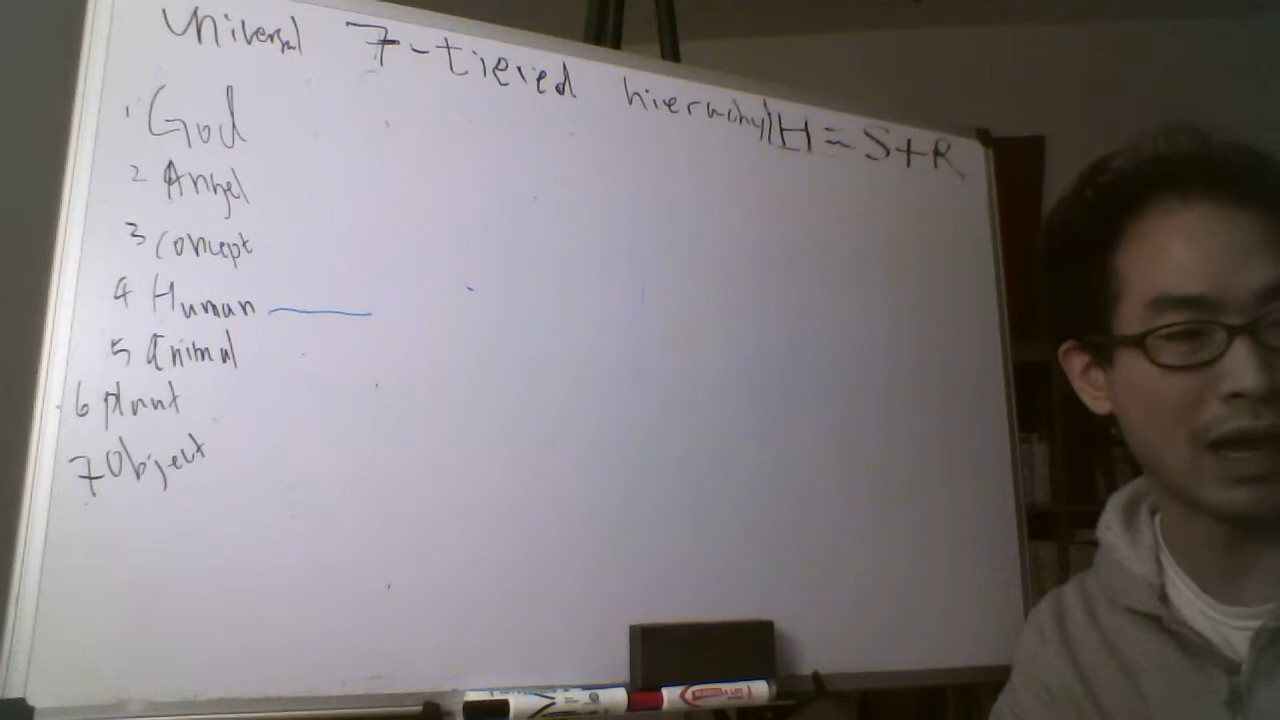 Universal 7-tiered hierarchy H = S+R
1 God
2 Angel
3 Concept
4 Human
5 Animal
6 plant
7 Object